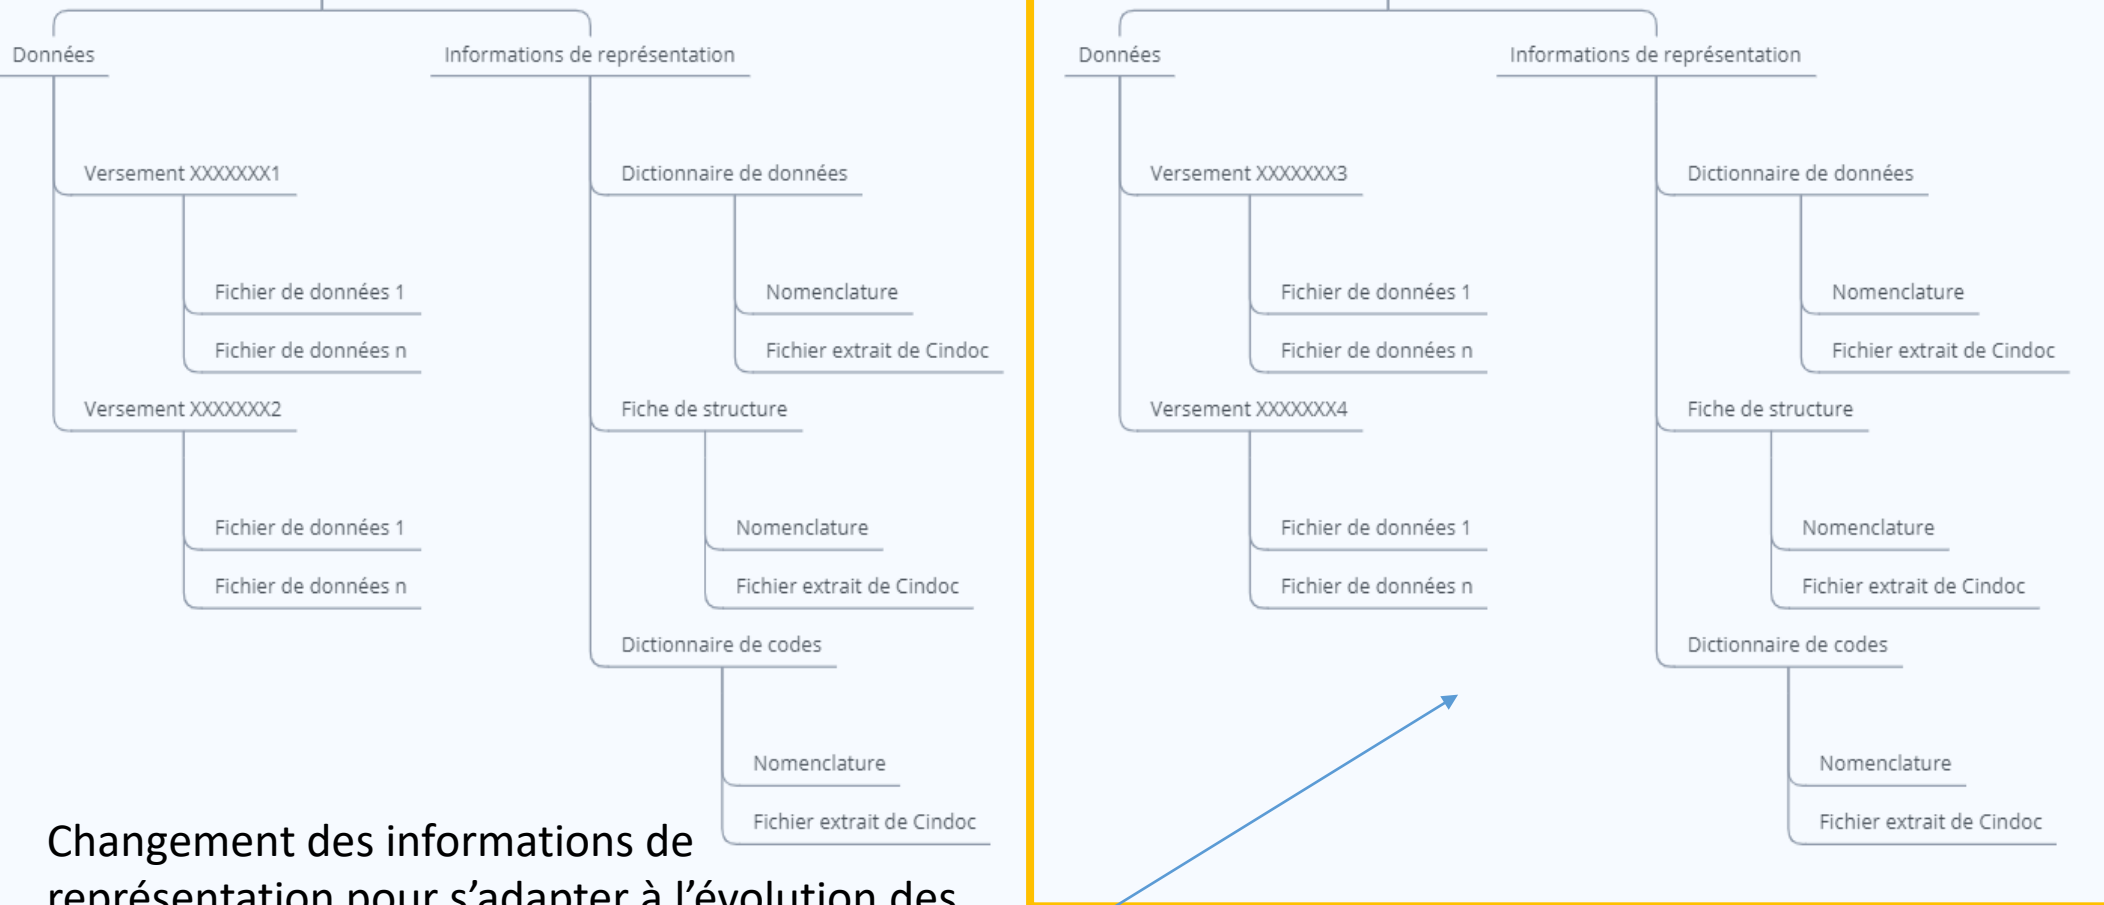 Données
Informations de représentation
Versement XXXXXXX1
Fichier de données 1
Fichier de données n
Versement XXXXXXX2
Fichier de données 1
Fichier de données n
Dictionnaire de données
Nomenclature
Fichier extrait de Cindoc
Fiche de structure
Nomenclature
Fichier extrait de Cindoc
Dictionnaire de codes
Nomenclature
Fichier extrait de Cindoc
Changement des informations de
représentation pour s’adapter à l’évolution des
Données
Informations de représentation
Versement XXXXXXX3
Fichier de données 1
Fichier de données n
Versement XXXXXXX4
Fichier de données 1
Fichier de données n
Dictionnaire de données
Nomenclature
Fichier extrait de Cindoc
Fiche de structure
Nomenclature
Fichier extrait de Cindoc
Dictionnaire de codes
Nomenclature
Fichier extrait de Cindoc